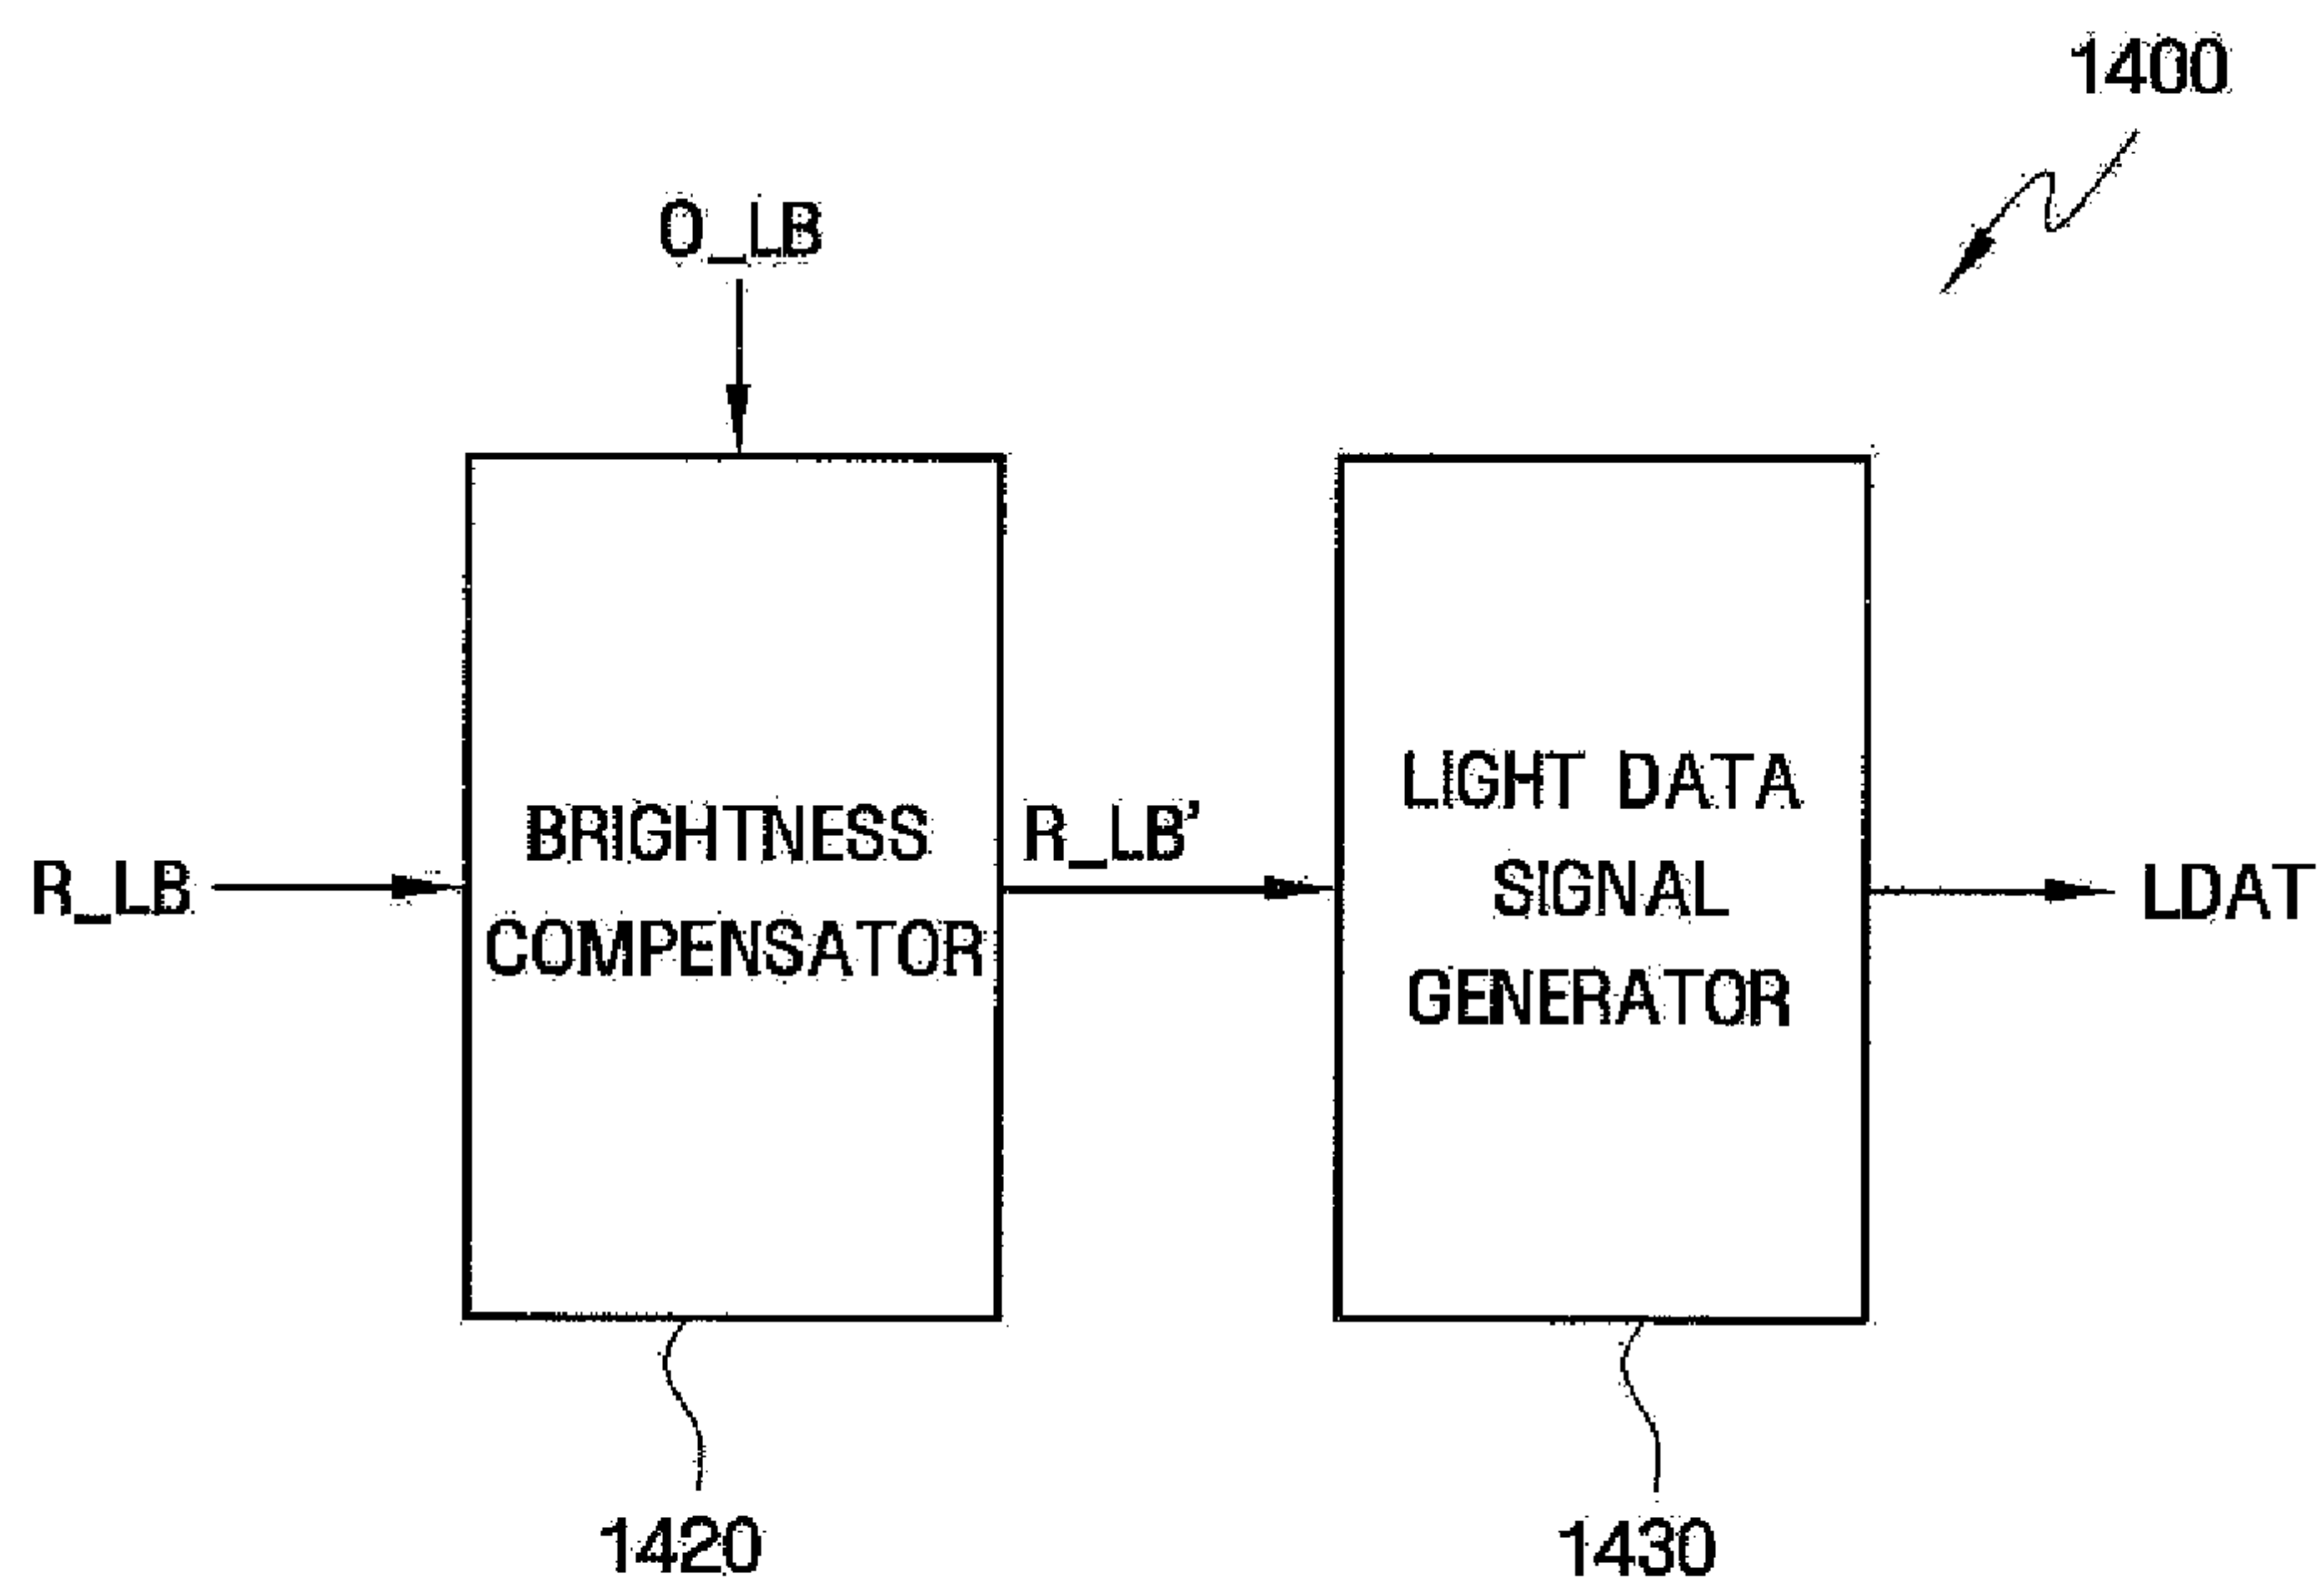 1400
O_LB
R_LB
BRIGHTNESS
COMPENSATOR
R_LB'
LIGHT DATA
SIGNAL
GENERATOR
LDAT
1420
1430